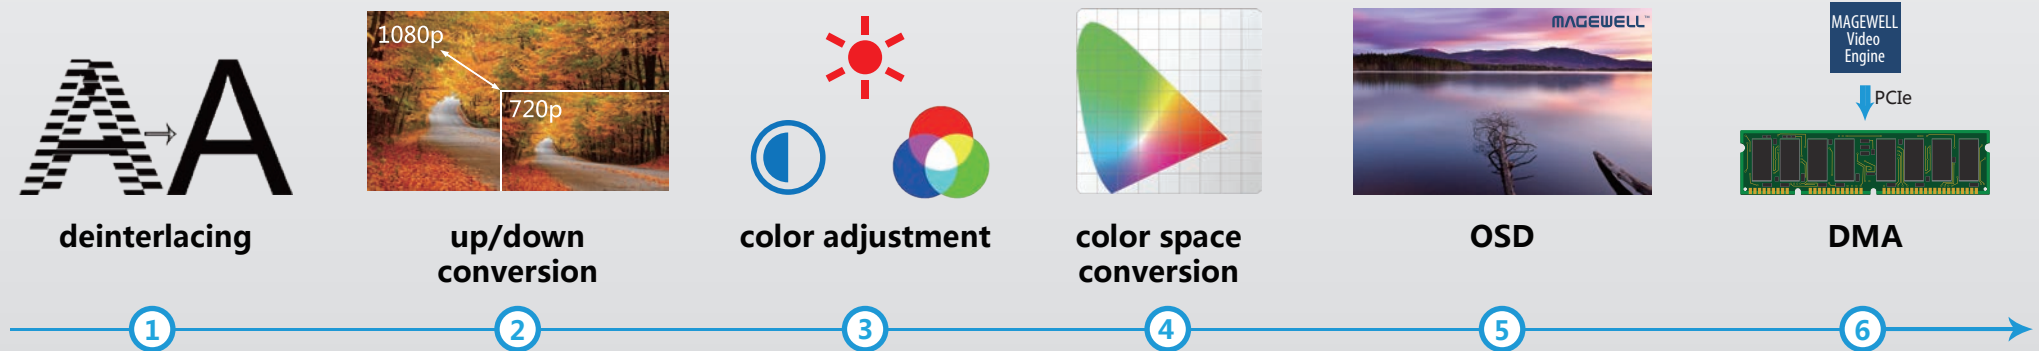 1080p
720p
MAGEWELL
MAGEWELL
Video
Engine
PCIe
deinterlacing
up/down
conversion
color adjustment
color space
conversion
OSD
DMA
1
2
3
4
5
6